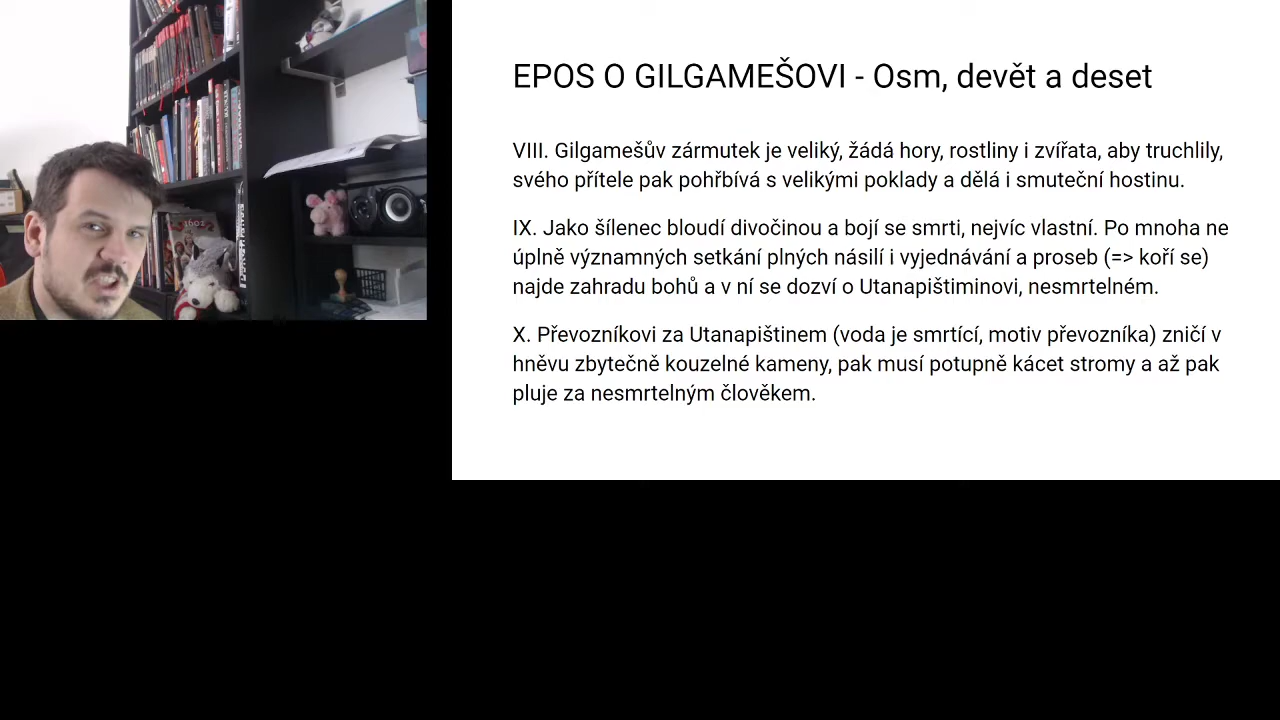 EPOS O GILGAMEŠOVI - Osm, devět a deset
VIII. Gilgamešův zármutek je veliký, žádá hory, rostliny i zvířata, aby truchlily,
svého přítele pak pohřbívá s velikými poklady a dělá i smuteční hostinu.
IX. Jako šílenec bloudí divočinou a bojí se smrti, nejvíc vlastní. Po mnoha ne
úplně významných setkání plných násilí i vyjednávání a proseb (=> koří se)
najde zahradu bohů a v ní se dozví o Utanapištiminovi, nesmrtelném.
X. Převozníkovi za Utanapištinem (voda je smrtící, motiv převozníka) zničí v
hněvu zbytečně kouzelné kameny, pak musí potupně kácet stromy a až pak
pluje za nesmrtelným člověkem.